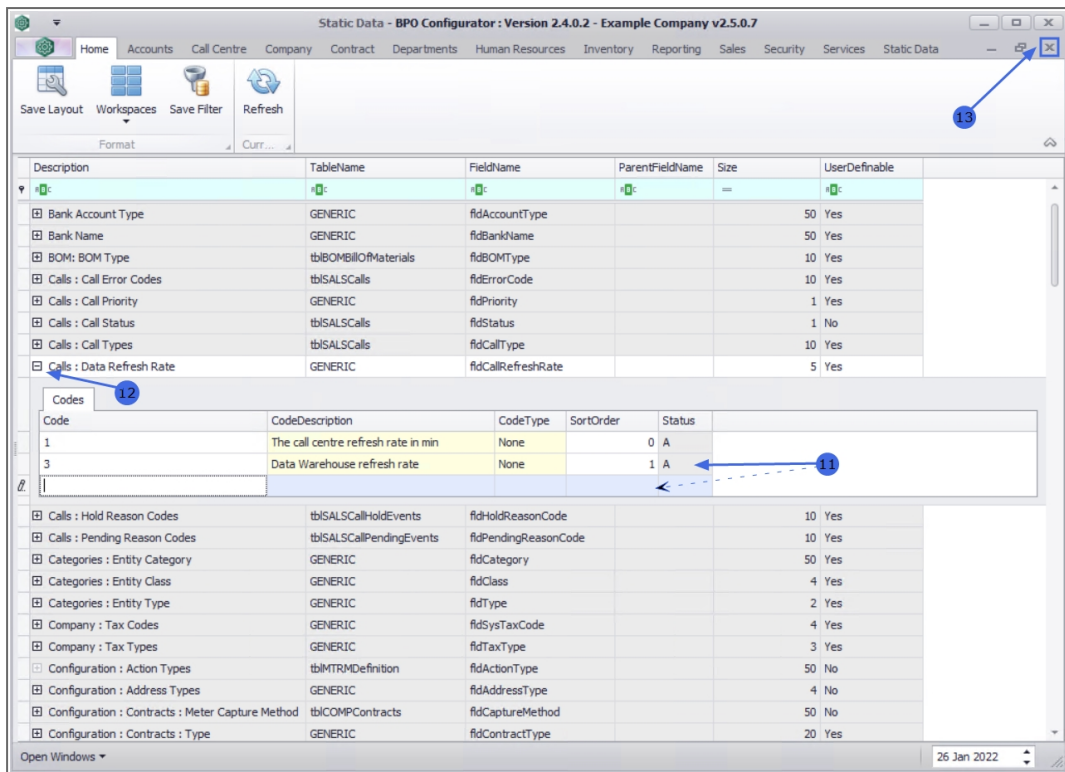 Static Data - BPO Configurator : Version 2.4.0.2 - Example Company v2.5.0.7
Home Accounts Call Centre Company Contract Departments Human Resources Inventory Reporting Sales Security Services Static Data
13
Save Layout Workspaces Save Filter Refresh
Format Curr...
Description TableName FieldName ParentFieldName Size UserDefinable
ABC ABC ABC ABC = ABC
Bank Account Type GENERIC fldAccountType 50 Yes
Bank Name GENERIC fldBankName 50 Yes
BOM: BOM Type tblBOMBillOfMaterials fldBOMType 10 Yes
Calls : Call Error Codes tblSALSCalls fldErrorCode 10 Yes
Calls : Call Priority GENERIC fldPriority 1 Yes
Calls : Call Status tblSALSCalls fldStatus 1 No
Calls : Call Types tblSALSCalls fldCallType 10 Yes
Calls : Data Refresh Rate GENERIC fldCallRefreshRate 5 Yes
12
Codes
Code CodeDescription CodeType SortOrder Status
1 The call centre refresh rate in min None 0 A
3 Data Warehouse refresh rate None 1 A
11
Calls : Hold Reason Codes tblSALSCallHoldEvents fldHoldReasonCode 10 Yes
Calls : Pending Reason Codes tblSALSCallPendingEvents fldPendingReasonCode 10 Yes
Categories : Entity Category GENERIC fldCategory 50 Yes
Categories : Entity Class GENERIC fldClass 4 Yes
Categories : Entity Type GENERIC fldType 2 Yes
Company : Tax Codes GENERIC fldSysTaxCode 4 Yes
Company : Tax Types GENERIC fldTaxType 3 Yes
Configuration : Action Types tblMTRMDefinition fldActionType 50 No
Configuration : Address Types GENERIC fldAddressType 4 No
Configuration : Contracts : Meter Capture Method tblCOMPContracts fldCaptureMethod 50 No
Configuration : Contracts : Type GENERIC fldContractType 20 Yes
Open Windows 26 Jan 2022